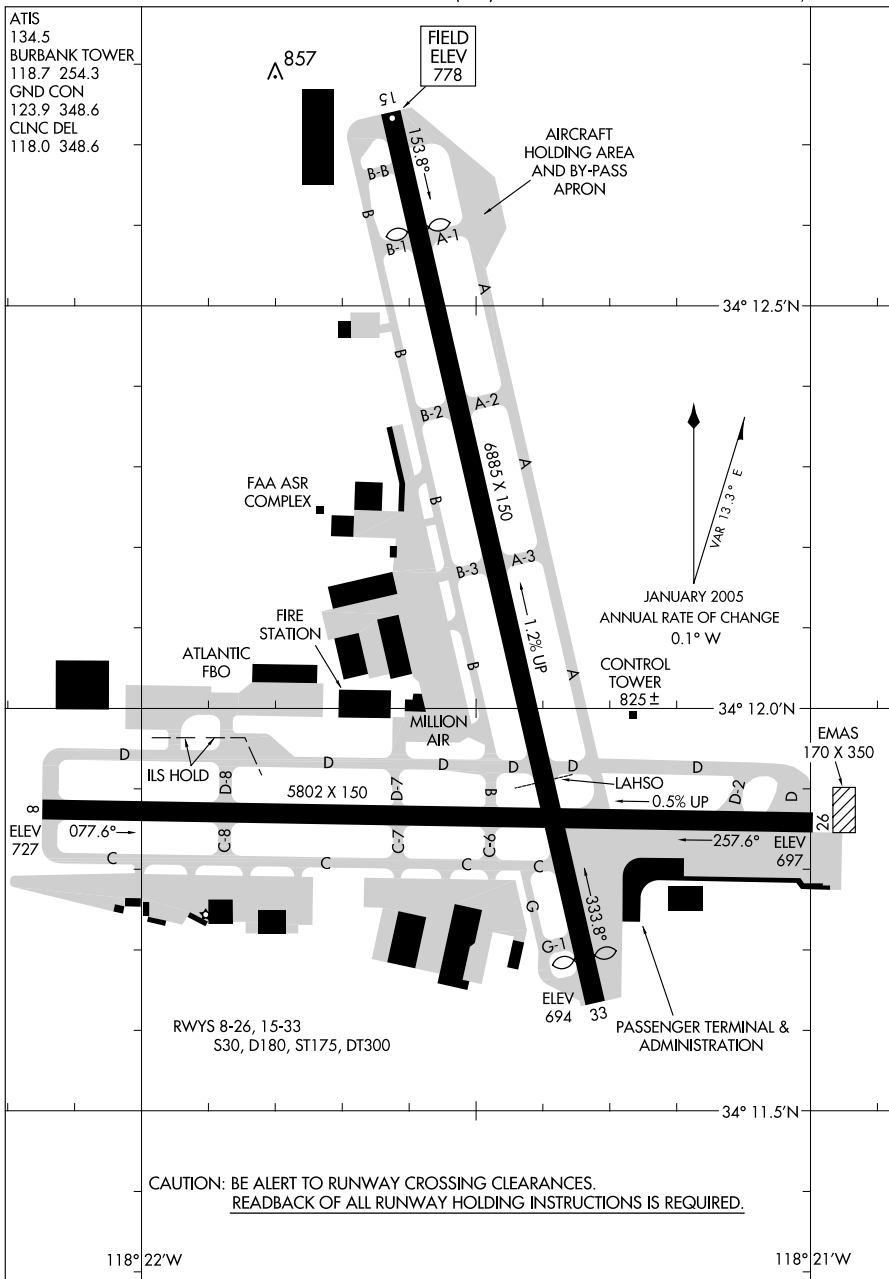 ATIS
134.5
BURBANK TOWER
118.7 254.3
GND CON
123.9 348.6
CLNC DEL
118.0 348.6
857
FIELD
ELEV
778
15
153.8°
AIRCRAFT
HOLDING AREA
AND BY-PASS
APRON
B-B
B
B-1
A-1
A
34° 12.5'N
B
B-2
A-2
6885 X 150
A
VAR 13.3° E
FAA ASR
COMPLEX
B
B-3
A-3
JANUARY 2005
ANNUAL RATE OF CHANGE
0.1° W
1.2% UP
FIRE
STATION
ATLANTIC
FBO
B
A
CONTROL
TOWER
825 ±
34° 12.0'N
MILLION
AIR
EMAS
170 X 350
D
ILS HOLD
D
D
D
D
D
D-8
5802 X 150
D-7
B
LAHSO
0.5% UP
D-2
D
8
ELEV
727
077.6°
C-8
C-7
C-6
257.6°
ELEV
697
26
C
C
C
C
G
333.8°
G-1
ELEV
694
33
PASSENGER TERMINAL &
ADMINISTRATION
RWYS 8-26, 15-33
S30, D180, ST175, DT300
34° 11.5'N
CAUTION: BE ALERT TO RUNWAY CROSSING CLEARANCES.
READBACK OF ALL RUNWAY HOLDING INSTRUCTIONS IS REQUIRED.
118° 22'W
118° 21'W